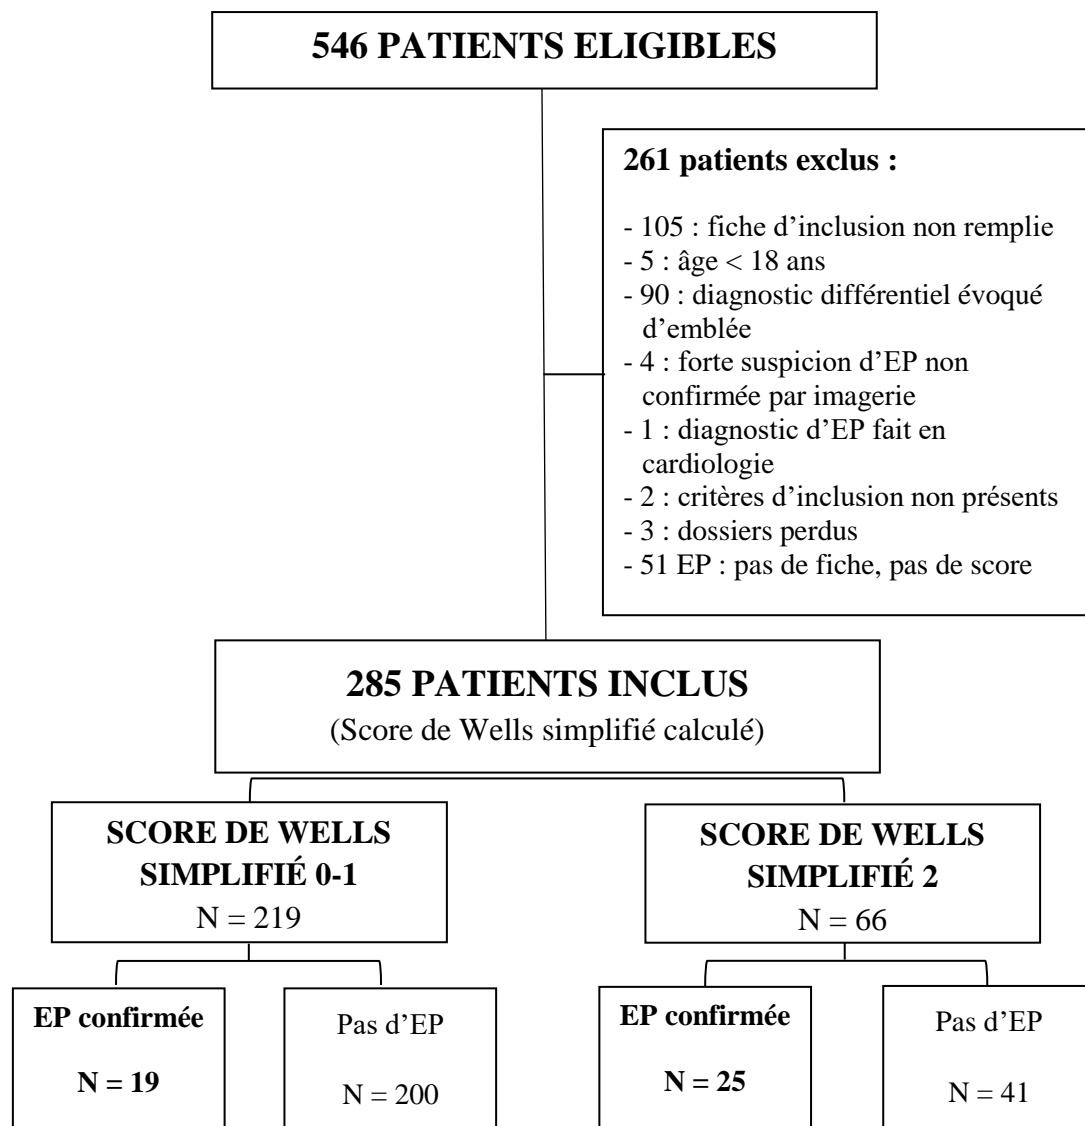 546 PATIENTS ELIGIBLES
261 patients exclus :
- 105 : fiche d’inclusion non remplie
- 5 : âge < 18 ans
- 90 : diagnostic différentiel évoqué
d’emblée
- 4 : forte suspicion d’EP non
confirmée par imagerie
- 1 : diagnostic d’EP fait en
cardiologie
- 2 : critères d’inclusion non présents
- 3 : dossiers perdus
- 51 EP : pas de fiche, pas de score
285 PATIENTS INCLUS
(Score de Wells simplifié calculé)
SCORE DE WELLS
SIMPLIFIÉ 0-1
N = 219
SCORE DE WELLS
SIMPLIFIÉ 2
N = 66
EP confirmée
N = 19
Pas d’EP
N = 200
EP confirmée
N = 25
Pas d’EP
N = 41